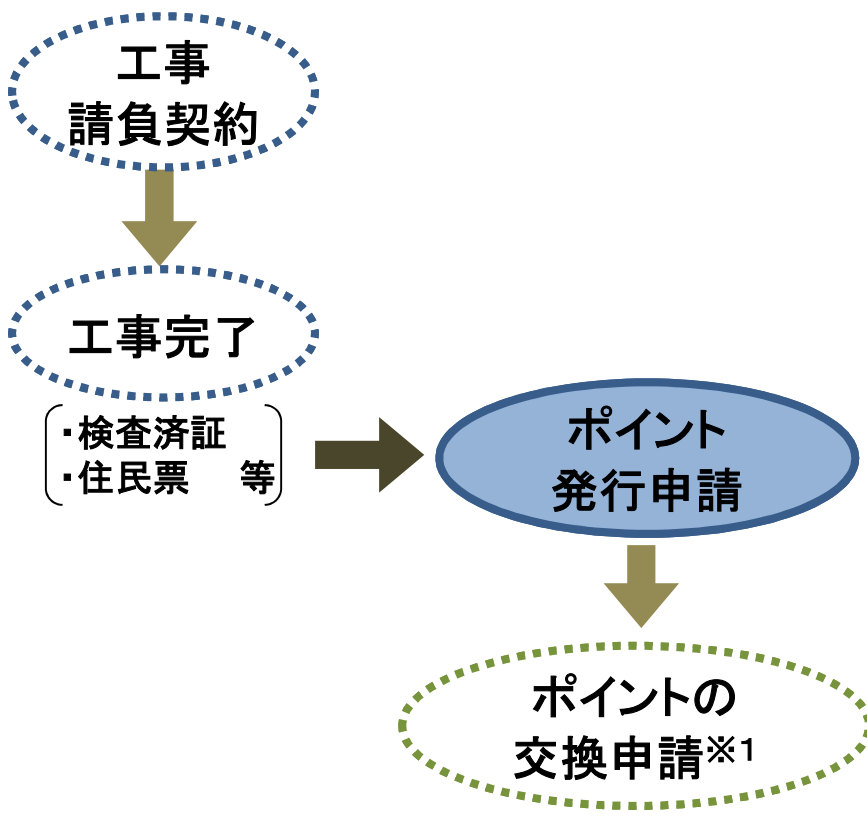 工事
請負契約
工事完了
・検査済証
・住民票　等
ポイント
発行申請
ポイントの
交換申請※1